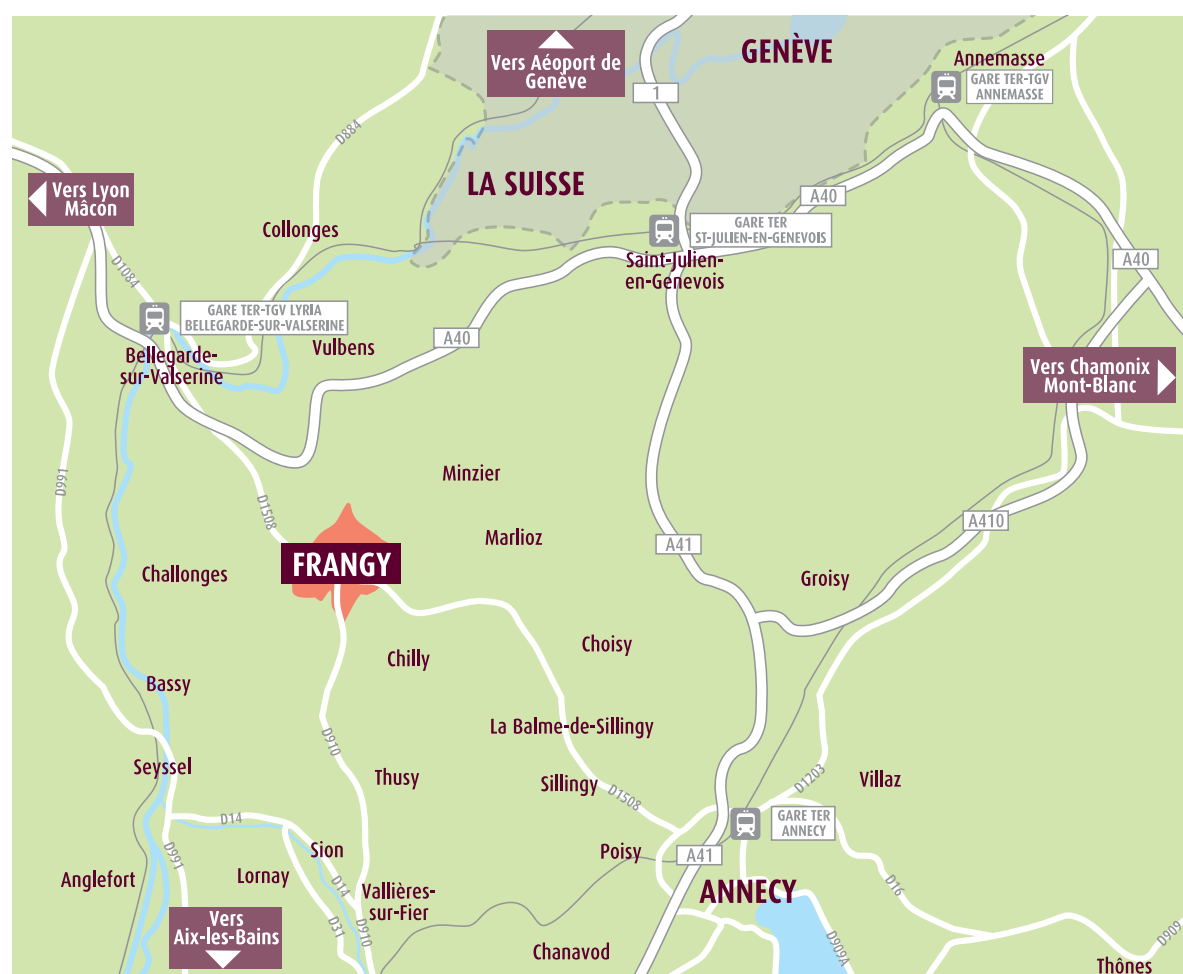 Vers Aéoport de
Genève
GENÈVE
Annemasse
GARE TER-TGV
ANNEMASSE
1
D884
Vers Lyon
Mâcon
LA SUISSE
A40
Collonges
GARE TER
ST-JULIEN-EN-GENEVOIS
Saint-Julien-
en-Genevois
A40
D1084
GARE TER-TGV LYRIA
BELLEGARDE-SUR-VALSERINE
A40
Vulbens
Bellegarde-
sur-Valserine
Vers Chamonix
Mont-Blanc
Minzier
D991
D1508
Marlioz
A410
A41
FRANGY
Challonges
Groisy
Chilly
Choisy
Bassy
La Balme-de-Sillingy
D910
Seyssel
Thusy
Sillingy
D1508
D1203
Villaz
D14
GARE TER
ANNECY
D991
Sion
Poisy
A41
Anglefort
Lornay
D14
Vallières-
sur-Fier
ANNECY
D16
Vers
Aix-les-Bains
D31
D910
Chanavod
D909A
D909
Thônes